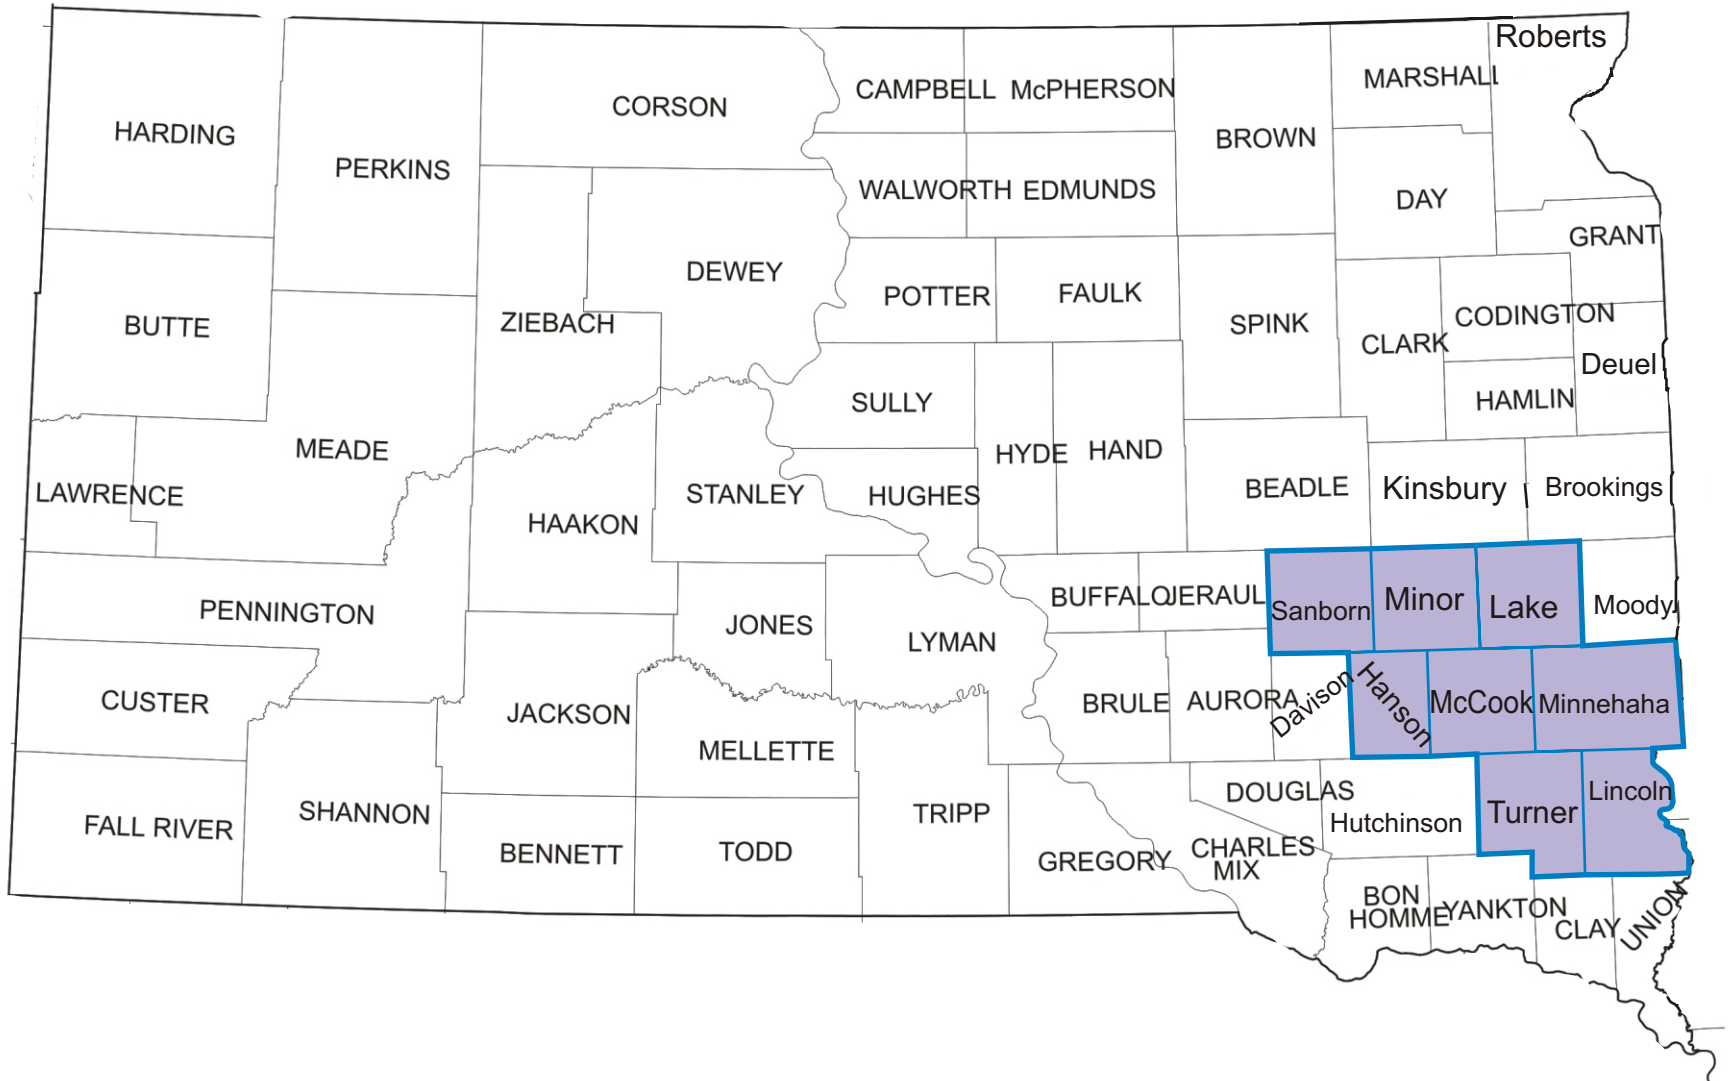 Roberts
MARSHALL
CAMPBELL
McPHERSON
CORSON
HARDING
BROWN
PERKINS
WALWORTH
EDMUNDS
DAY
GRANT
DEWEY
POTTER
FAULK
CODINGTON
ZIEBACH
SPINK
BUTTE
CLARK
Deuel
SULLY
HAMLIN
MEADE
HYDE
HAND
LAWRENCE
STANLEY
HUGHES
BEADLE
Kinsbury
Brookings
HAAKON
BUFFALO
JERAUL
Sanborn
Minor
Lake
Moody
PENNINGTON
JONES
LYMAN
CUSTER
JACKSON
BRULE
AURORA
Davison
Hanson
McCook
Minnehaha
MELLETTE
DOUGLAS
Lincoln
SHANNON
TRIPP
Hutchinson
Turner
FALL RIVER
BENNETT
TODD
GREGORY
CHARLES
MIX
BON
HOMME
YANKTON
CLAY
UNION